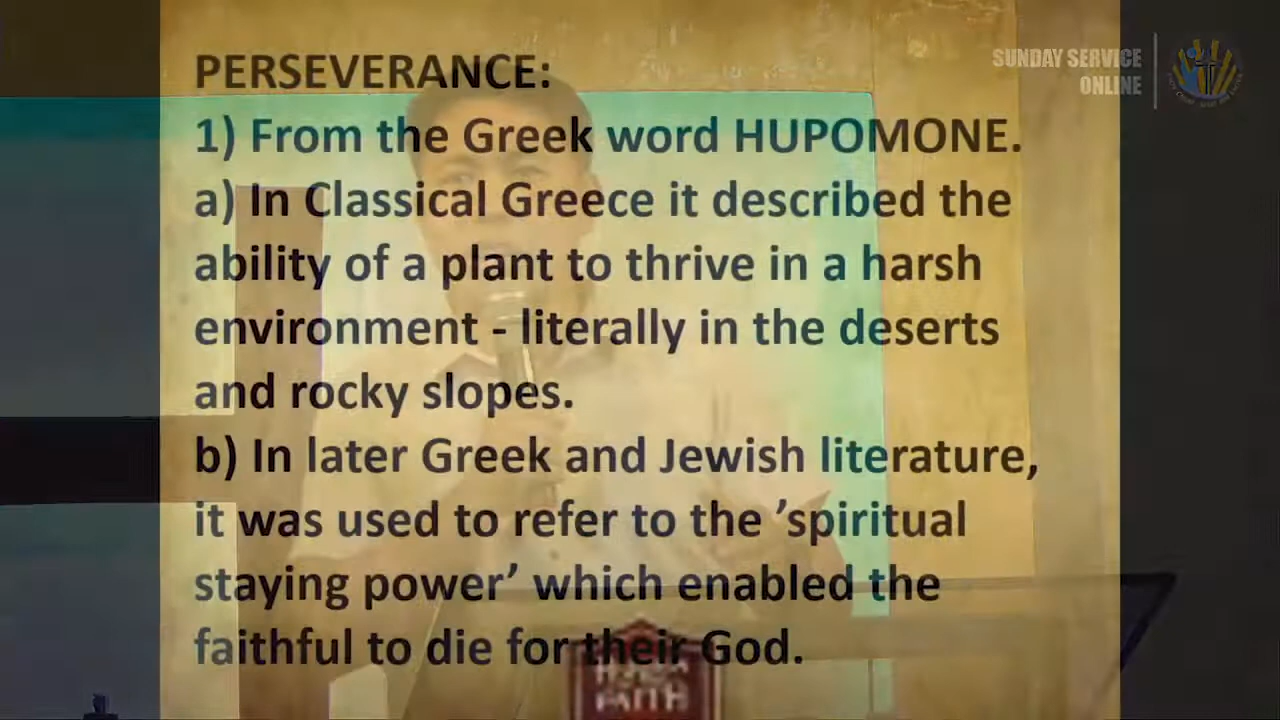 SUNDAY SERVICE
ONLINE
PERSEVERANCE:
1) From the Greek word HUPOMONE.
a) In Classical Greece it described the
ability of a plant to thrive in a harsh
environment - literally in the deserts
and rocky slopes.
b) In later Greek and Jewish literature,
it was used to refer to the ’spiritual
staying power’ which enabled the
faithful to die for their God.
FAITH